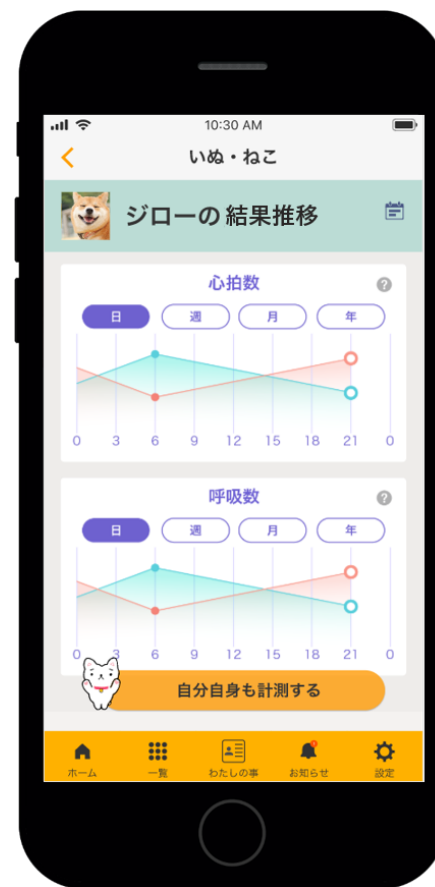 10:30 AM
いぬ・ねこ
ジローの結果推移
心拍数
?
日 週 月 年
0 3 6 9 12 15 18 21 0
呼吸数
?
日 週 月 年
0 3 6 9 12 15 18 21 0
自分自身も計測する
ホーム 一覧 わたしの事 お知らせ 設定